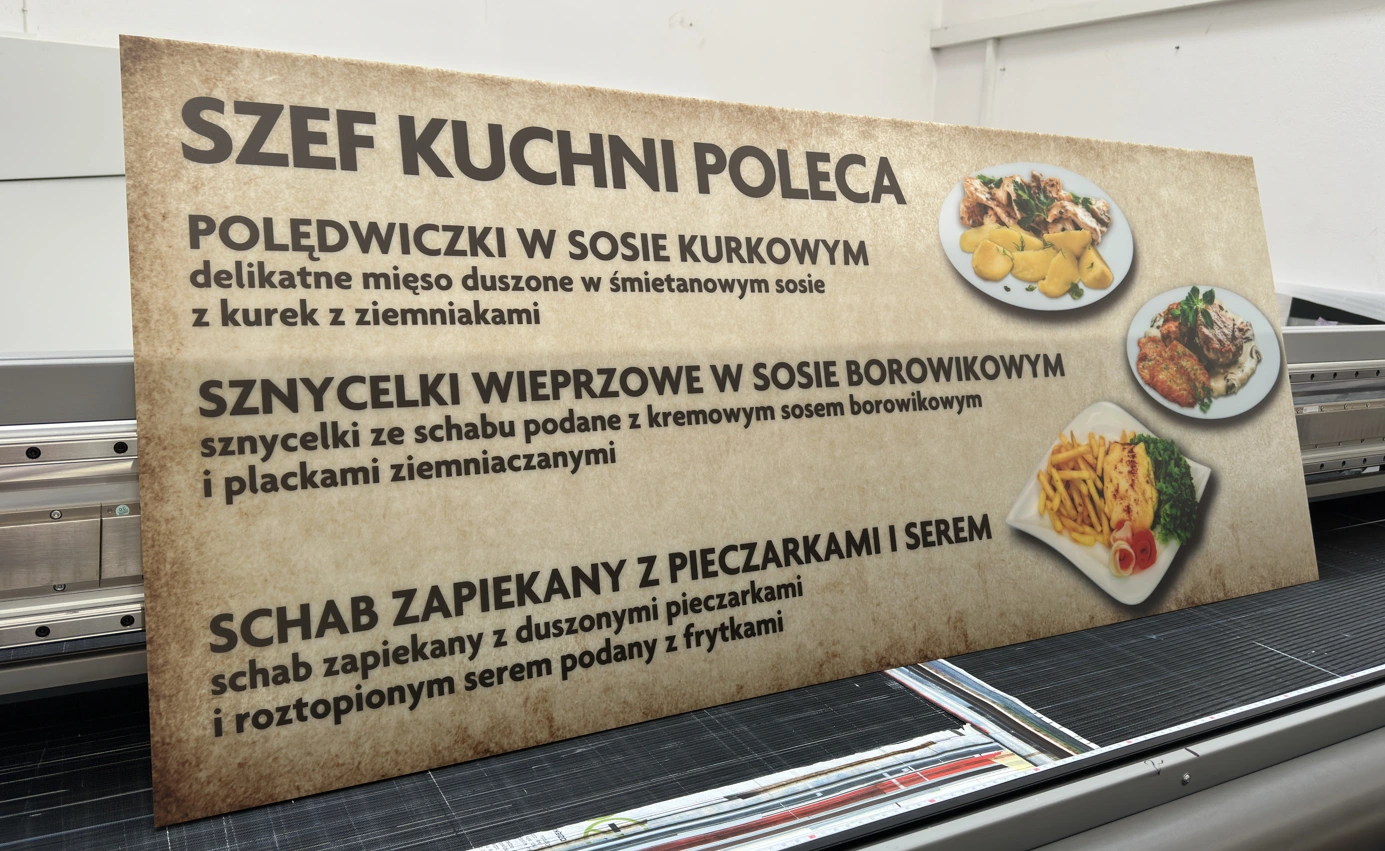 SZEF KUCHNI POLECA
POLĘDWICZKI W SOSIE KURKOWYM
delikatne mięso duszone w śmietanowym sosie
z kurek z ziemniakami
SZNYCELKI WIEPRZOWE W SOSIE BOROWIKOWYM
sznycelki ze schabu podane z kremowym sosem borowikowym
i plackami ziemniaczanymi
SCHAB ZAPIEKANY Z PIECZARKAMI I SEREM
schab zapiekany z duszonymi pieczarkami
i roztopionym serem podany z frytkami